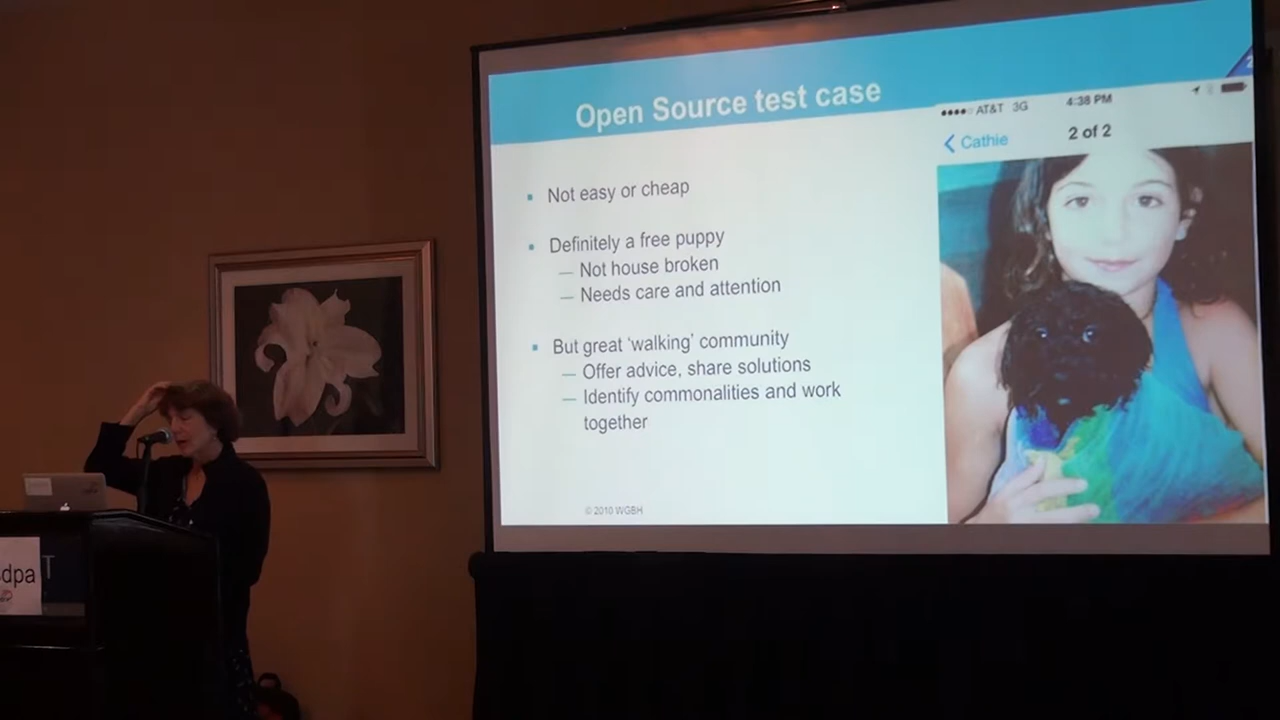 Open Source test case
AT&T 3G
4:38 PM
Cathie
2 of 2
Not easy or cheap
Definitely a free puppy
— Not house broken
— Needs care and attention
But great ‘walking’ community
— Offer advice, share solutions
— Identify commonalities and work
together
© 2010 WGBH
dpa
T